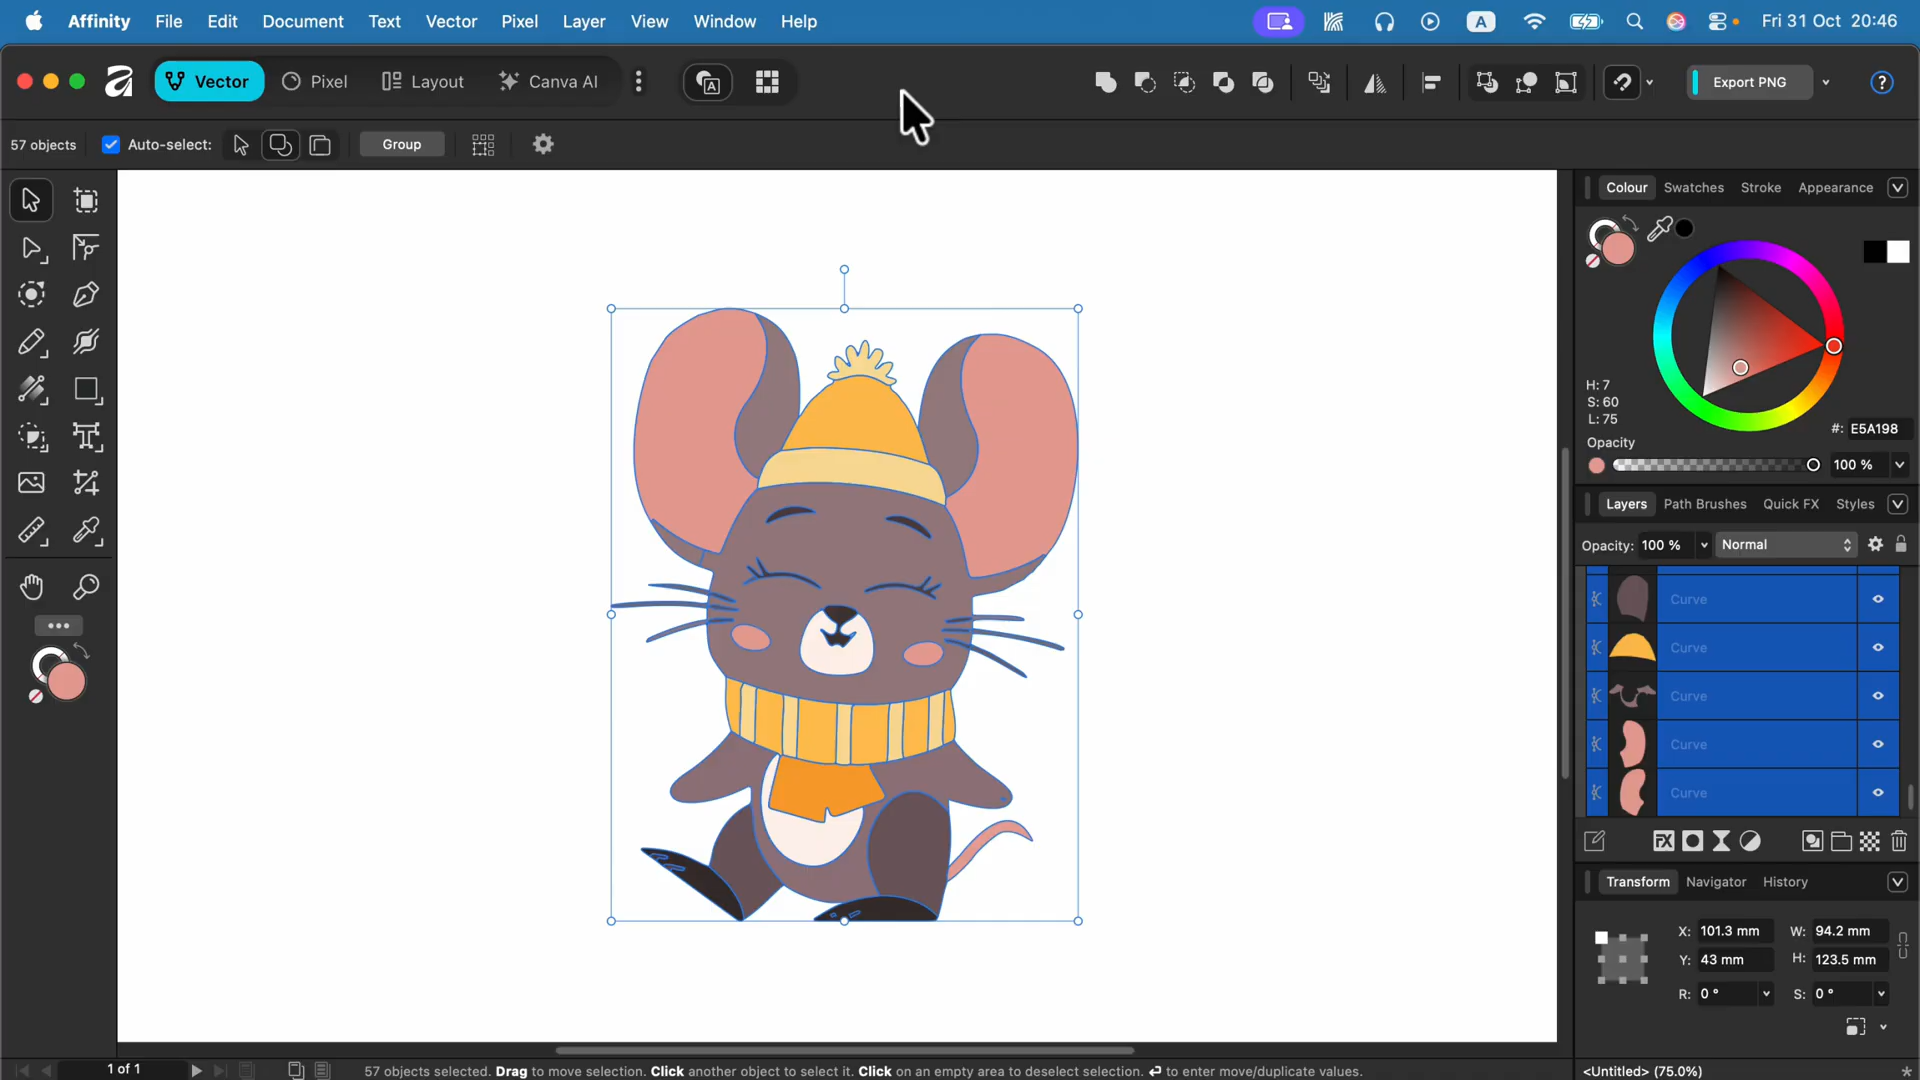 Affinity File Edit Document Text Vector Pixel Layer View Window Help A Fri 31 Oct 20:46
Vector Pixel Layout Canva AI A Export PNG ?
57 objects Auto-select: Group
Colour Swatches Stroke Appearance
H: 7
S: 60
L: 75
#: E5A198
Opacity
100 %
Layers Path Brushes Quick FX Styles
Opacity: 100 % Normal
Curve
Curve
Curve
Curve
Curve
FX
Transform Navigator History
X: 101.3 mm W: 94.2 mm
Y: 43 mm H: 123.5 mm
R: 0 ° S: 0 °
1 of 1 57 objects selected. Drag to move selection. Click another object to select it. Click on an empty area to deselect selection. ↵ to enter move/duplicate values. <Untitled> (75.0%) *